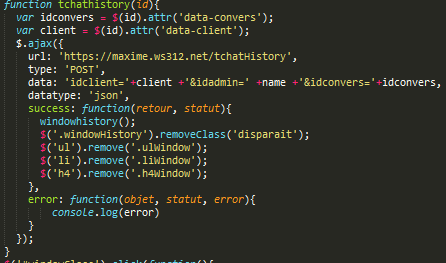 function tchathistory(id){
var idconvers = $(id).attr('data-convers');
var client = $(id).attr('data-client');
$.ajax({
url: 'https://maxime.ws312.net/tchatHistory',
type: 'POST',
data: 'idclient='+client +'&idadmin=' +name +'&idconvers='+idconvers,
datatype: 'json',
success: function(retour, statut){
windowhistory();
$('.windowHistory').removeClass('disparait');
$('ul').remove('.ulWindow');
$('li').remove('.liWindow');
$('h4').remove('.h4Window');
},
error: function(objet, statut, error){
console.log(error)
}
});
}